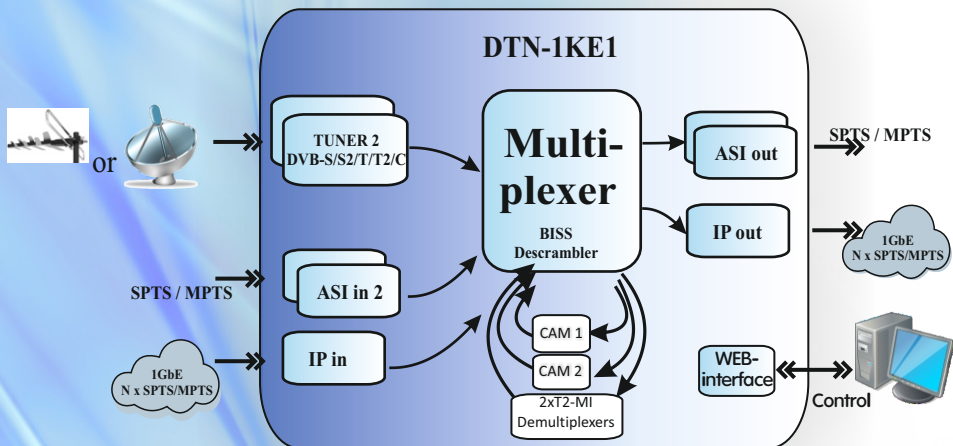 DTN-1KE1
or
TUNER 2
DVB-S/S2/T/T2/C
Multi-
plexer
BISS
Descrambler
ASI out
SPTS / MPTS
IP out
1GbE
N x SPTS/MPTS
SPTS / MPTS
ASI in 2
IP in
1GbE
N x SPTS/MPTS
CAM 1
CAM 2
2xT2-MI
Demultiplexers
WEB-
interface
Control